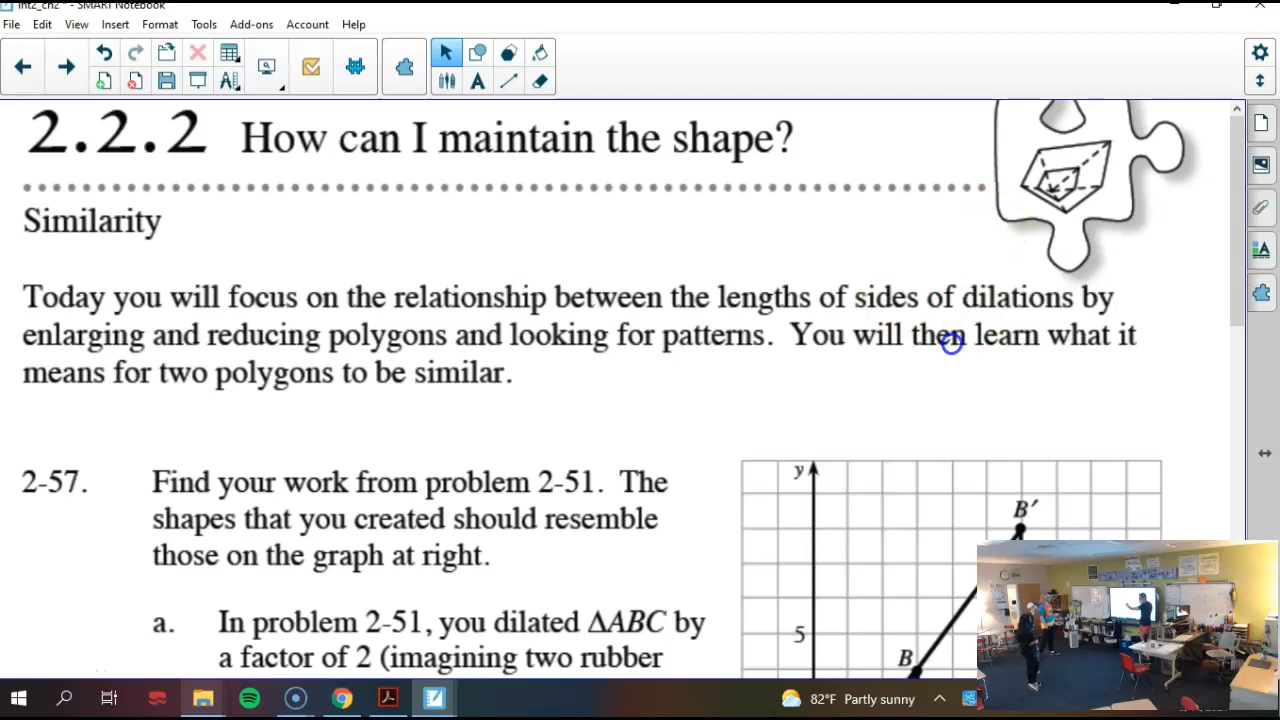 int2_ch2 * - SMART Notebook
File Edit View Insert Format Tools Add-ons Account Help
2.2.2 How can I maintain the shape?
Similarity
Today you will focus on the relationship between the lengths of sides of dilations by
enlarging and reducing polygons and looking for patterns. You will then learn what it
means for two polygons to be similar.
2-57. Find your work from problem 2-51. The
shapes that you created should resemble
those on the graph at right.
a. In problem 2-51, you dilated ΔABC by
a factor of 2 (imagining two rubber
y
B′
5
B
82°F Partly sunny